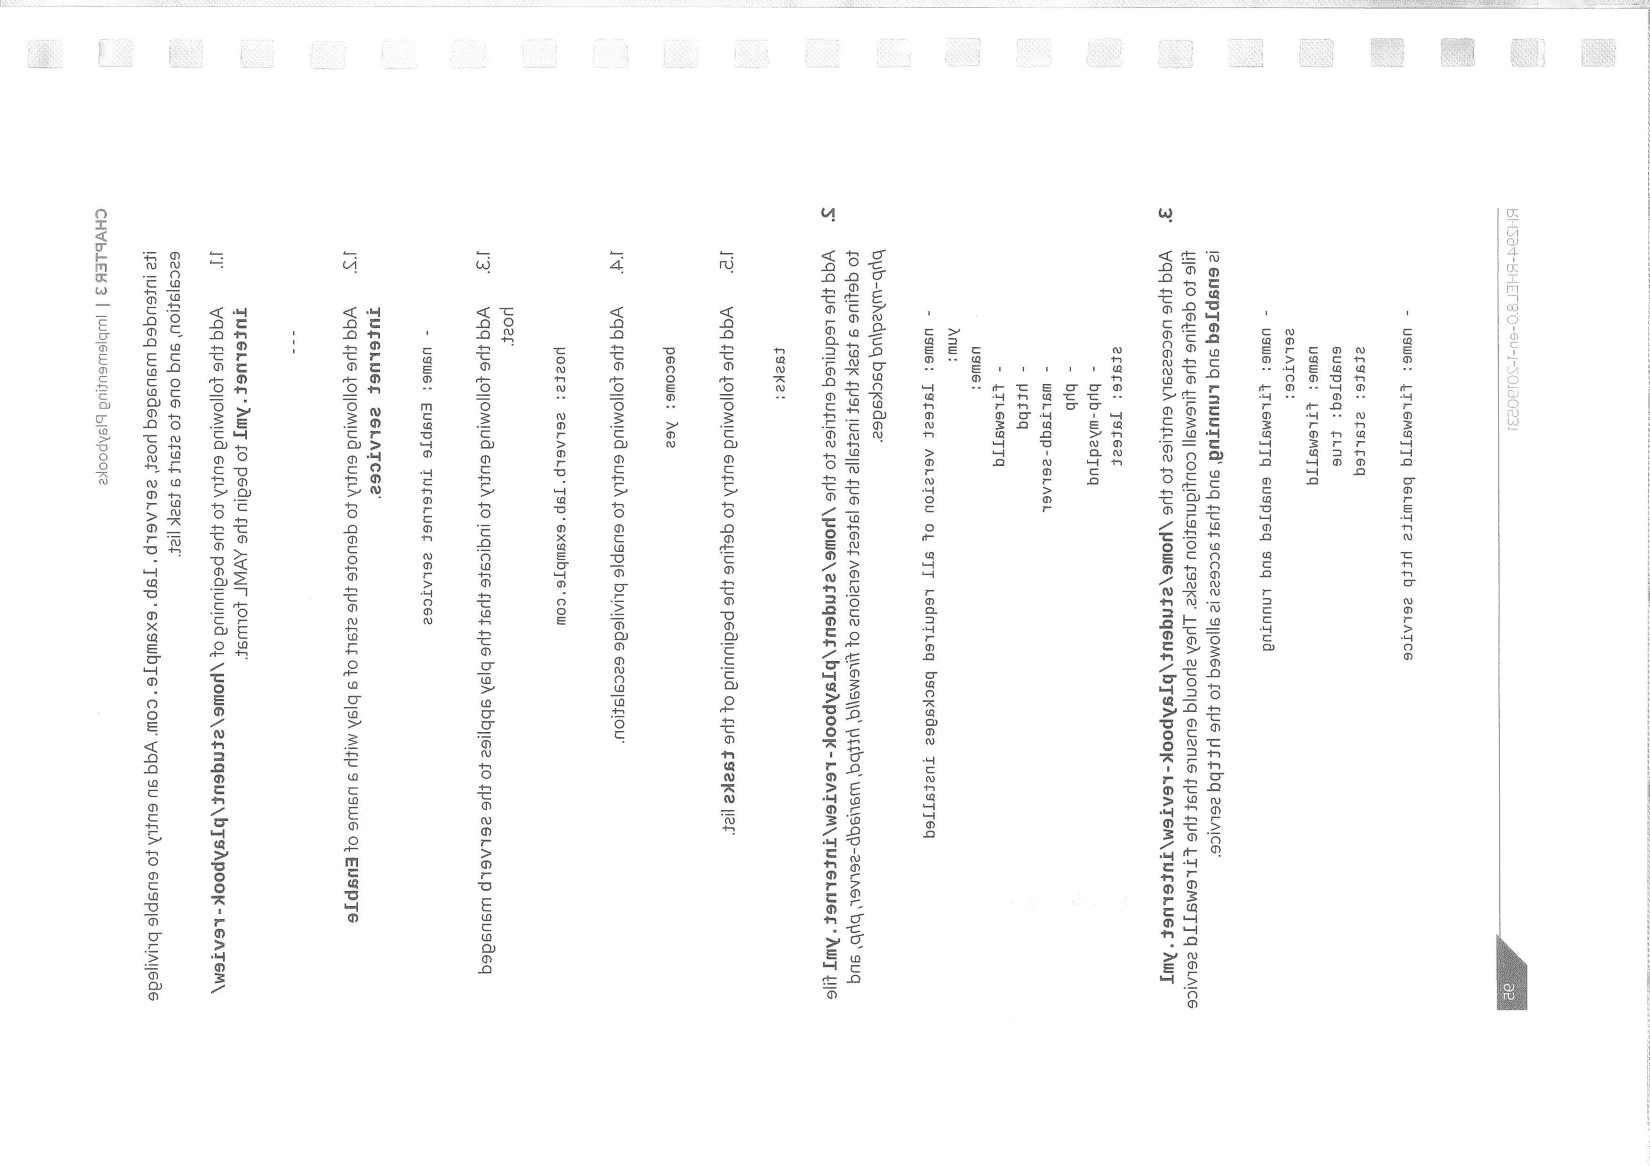 CHAPTER 3 | Implementing Playbooks
its intended managed host, serverb.lab.example.com. Add an entry to enable privilege
escalation, and one to start a task list.
1.1. Add the following entry to the beginning of /home/student/playbook-review/
internet.yml to begin the YAML format.
---
1.2. Add the following entry to denote the start of a play with a name of Enable
internet services.
- name: Enable internet services
1.3. Add the following entry to indicate that the play applies to the serverb managed
host.
hosts: serverb.lab.example.com
1.4. Add the following entry to enable privilege escalation.
become: yes
1.5. Add the following entry to define the beginning of the tasks list.
tasks:
2. Add the required entries to the /home/student/playbook-review/internet.yml file
to define a task that installs the latest versions of firewalld, httpd, mariadb-server, php, and
php-mysqlnd packages.
- name: latest version of all required packages installed
yum:
name:
- firewalld
- httpd
- mariadb-server
- php
- php-mysqlnd
state: latest
3. Add the necessary entries to the /home/student/playbook-review/internet.yml
file to define the firewall configuration tasks. They should ensure that the firewalld service
is enabled and running, and that access is allowed to the httpd service.
- name: firewalld enabled and running
service:
name: firewalld
enabled: true
state: started
- name: firewalld permits http service
RH294-RHEL8.0-en-1-20190531
95